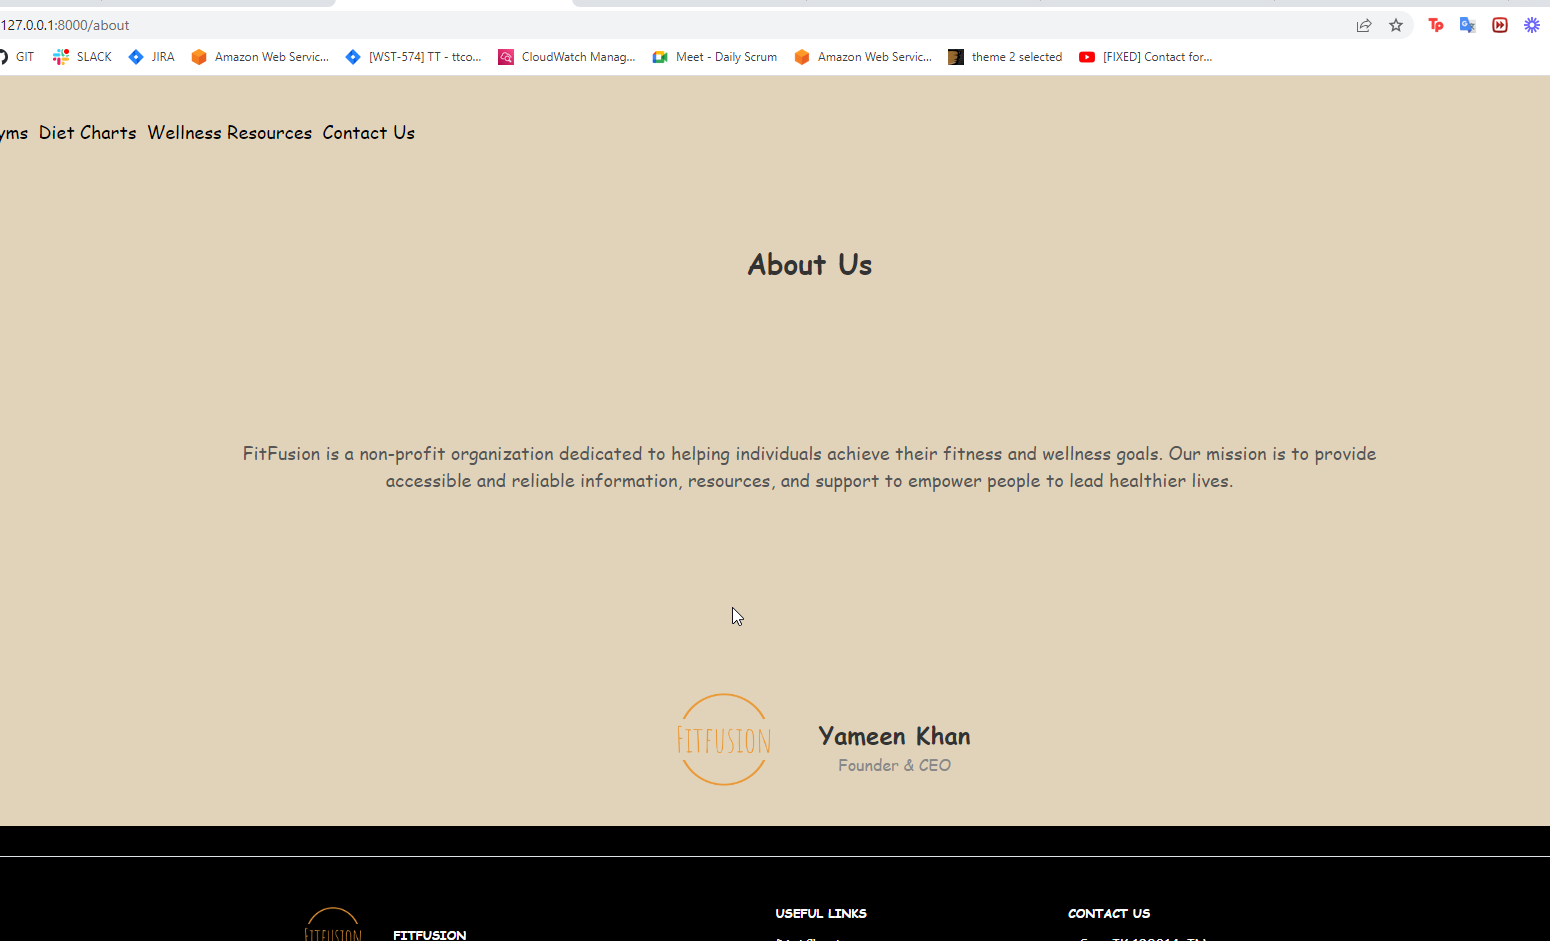 127.0.0.1:8000/about
GIT SLACK JIRA Amazon Web Servic... [WST-574] TT - ttco... CloudWatch Manag... Meet - Daily Scrum Amazon Web Servic... theme 2 selected [FIXED] Contact for...
yms Diet Charts Wellness Resources Contact Us
About Us
FitFusion is a non-profit organization dedicated to helping individuals achieve their fitness and wellness goals. Our mission is to provide
accessible and reliable information, resources, and support to empower people to lead healthier lives.
FITFUSION
Yameen Khan
Founder & CEO
USEFUL LINKS
CONTACT US
FITFUSION
FITFUSION